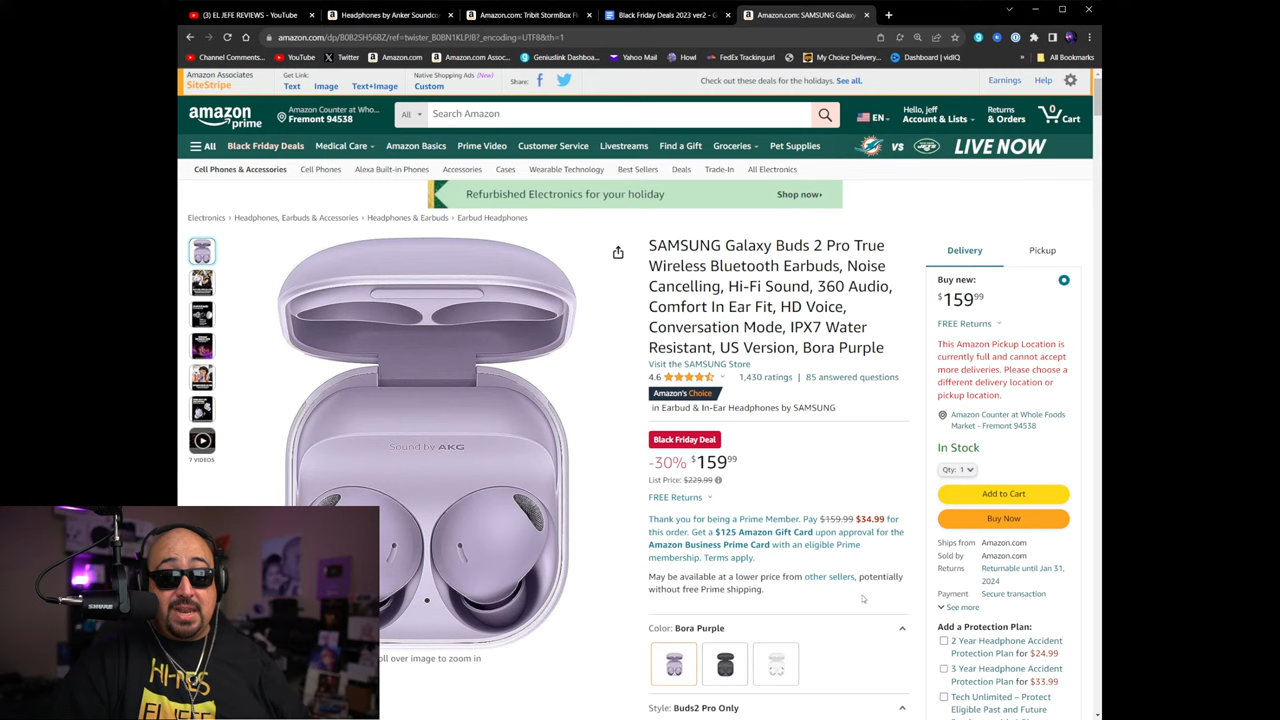 (3) EL JEFE REVIEWS - YouTube
Headphones by Anker Soundco
Amazon.com: Tribit StormBox Fl
Black Friday Deals 2023 ver2 - G
Amazon.com: SAMSUNG Galaxy
amazon.com/dp/B0B2SH56BZ/ref=twister_B0BN1KLPJB?_encoding=UTF8&th=1
Channel Comments...
YouTube
Twitter
Amazon.com
Amazon.com Assoc...
Geniuslink Dashboa...
Yahoo Mail
Howl
FedEx Tracking.url
My Choice Delivery...
Dashboard | vidIQ
All Bookmarks
Amazon Associates
SiteStripe
Get Link:
Text
Image
Text+Image
Native Shopping Ads (New)
Custom
Share:
Check out these deals for the holidays. See all.
Earnings
Help
amazon prime
Amazon Counter at Who...
Fremont 94538
All
Search Amazon
EN
Hello, jeff
Account & Lists
Returns
& Orders
0
Cart
All
Black Friday Deals
Medical Care
Amazon Basics
Prime Video
Customer Service
Livestreams
Find a Gift
Groceries
Pet Supplies
VS
JETS
LIVE NOW
Cell Phones & Accessories
Cell Phones
Alexa Built-in Phones
Accessories
Cases
Wearable Technology
Best Sellers
Deals
Trade-In
All Electronics
Refurbished Electronics for your holiday
Shop now›
Electronics › Headphones, Earbuds & Accessories › Headphones & Earbuds › Earbud Headphones
7 VIDEOS
Sound by AKG
Roll over image to zoom in
SAMSUNG Galaxy Buds 2 Pro True
Wireless Bluetooth Earbuds, Noise
Cancelling, Hi-Fi Sound, 360 Audio,
Comfort In Ear Fit, HD Voice,
Conversation Mode, IPX7 Water
Resistant, US Version, Bora Purple
Visit the SAMSUNG Store
4.6
1,430 ratings | 85 answered questions
Amazon's Choice
in Earbud & In-Ear Headphones by SAMSUNG
Black Friday Deal
-30% $159 99
List Price: $229.99
FREE Returns
Thank you for being a Prime Member. Pay $159.99 $34.99 for
this order. Get a $125 Amazon Gift Card upon approval for the
Amazon Business Prime Card with an eligible Prime
membership. Terms apply.
May be available at a lower price from other sellers, potentially
without free Prime shipping.
Color: Bora Purple
Style: Buds2 Pro Only
Delivery
Pickup
Buy new:
$159 99
FREE Returns
This Amazon Pickup Location is
currently full and cannot accept
more deliveries. Please choose a
different delivery location or
pickup location.
Amazon Counter at Whole Foods
Market - Fremont 94538
In Stock
Qty: 1
Add to Cart
Buy Now
Ships from Amazon.com
Sold by Amazon.com
Returns Returnable until Jan 31,
2024
Payment Secure transaction
See more
Add a Protection Plan:
2 Year Headphone Accident
Protection Plan for $24.99
3 Year Headphone Accident
Protection Plan for $33.99
Tech Unlimited – Protect
Eligible Past and Future
SHURE
HI-TES
EL JEFE